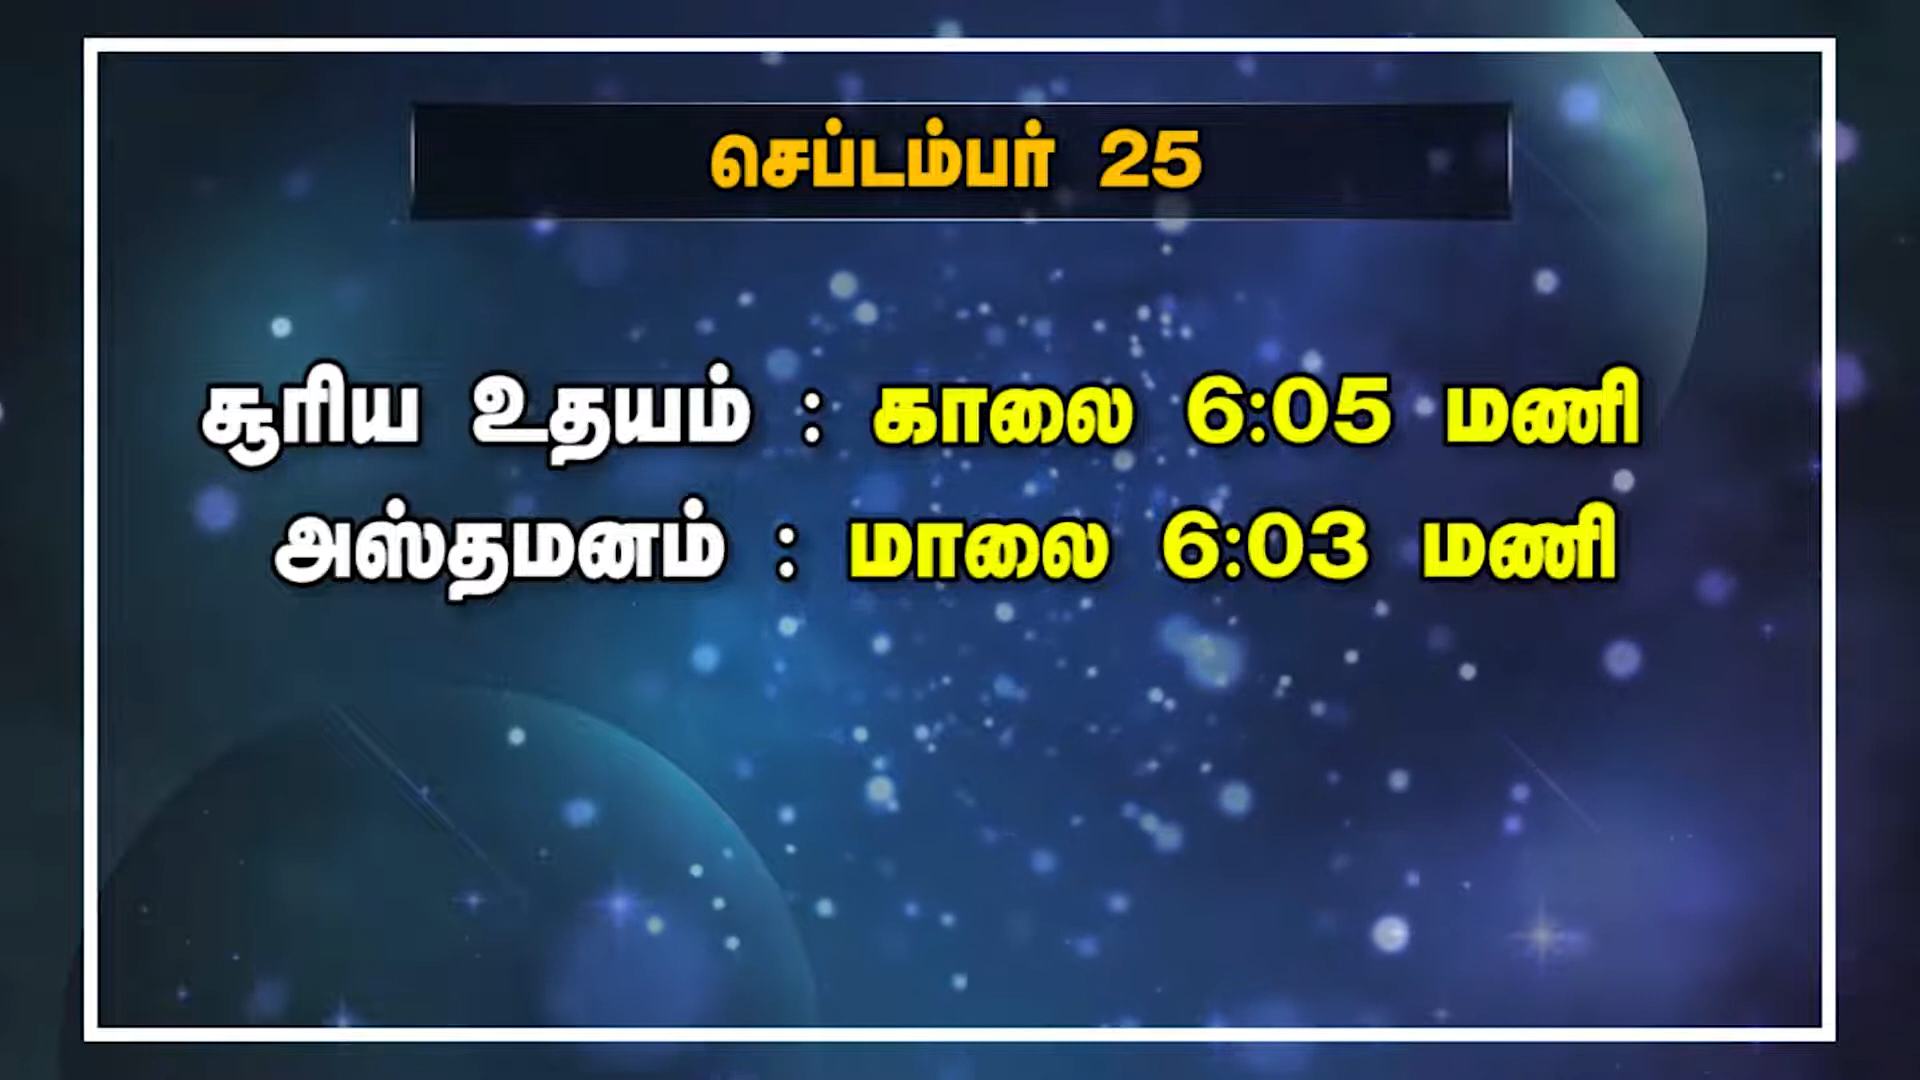 செப்டம்பர் 25
சூரிய உதயம் : காலை 6:05 மணி
அஸ்தமனம் : மாலை 6:03 மணி